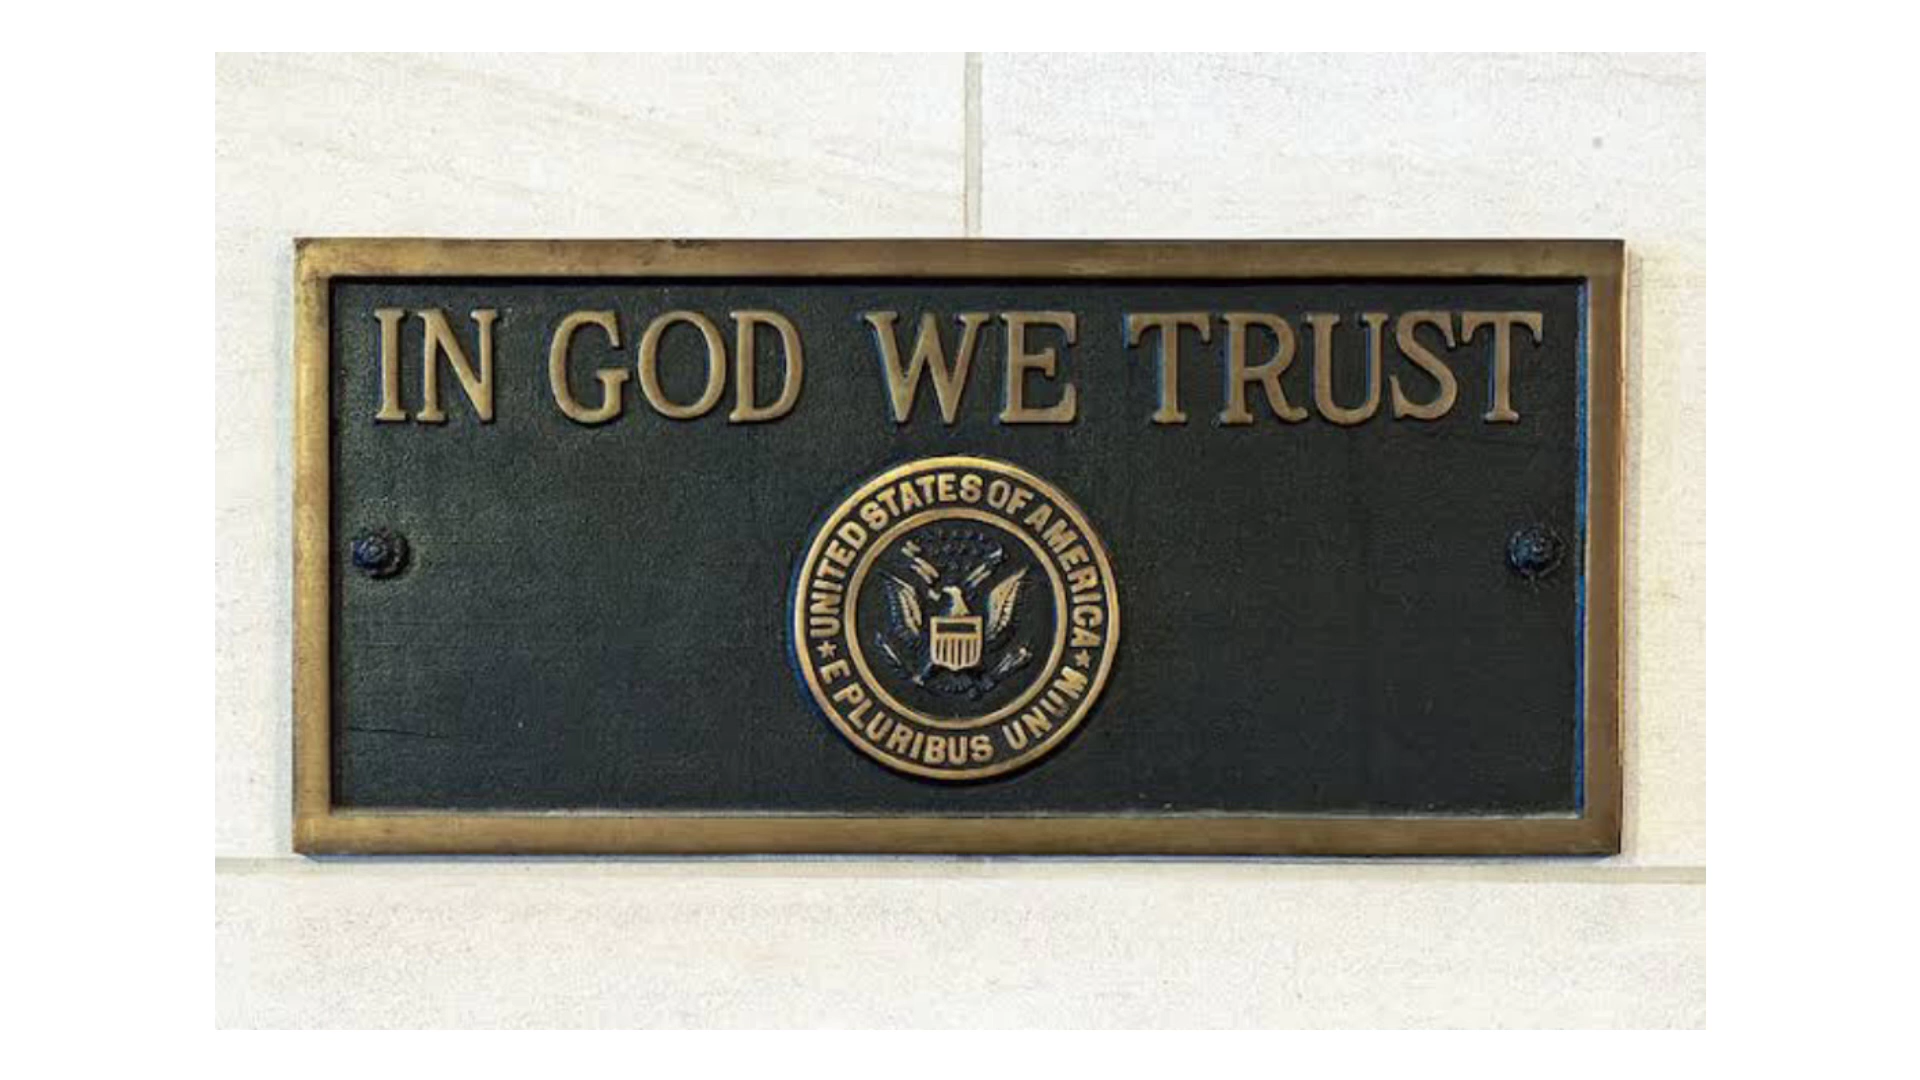 IN GOD WE TRUST
UNITED STATES OF AMERICA
★ E PLURIBUS UNUM ★